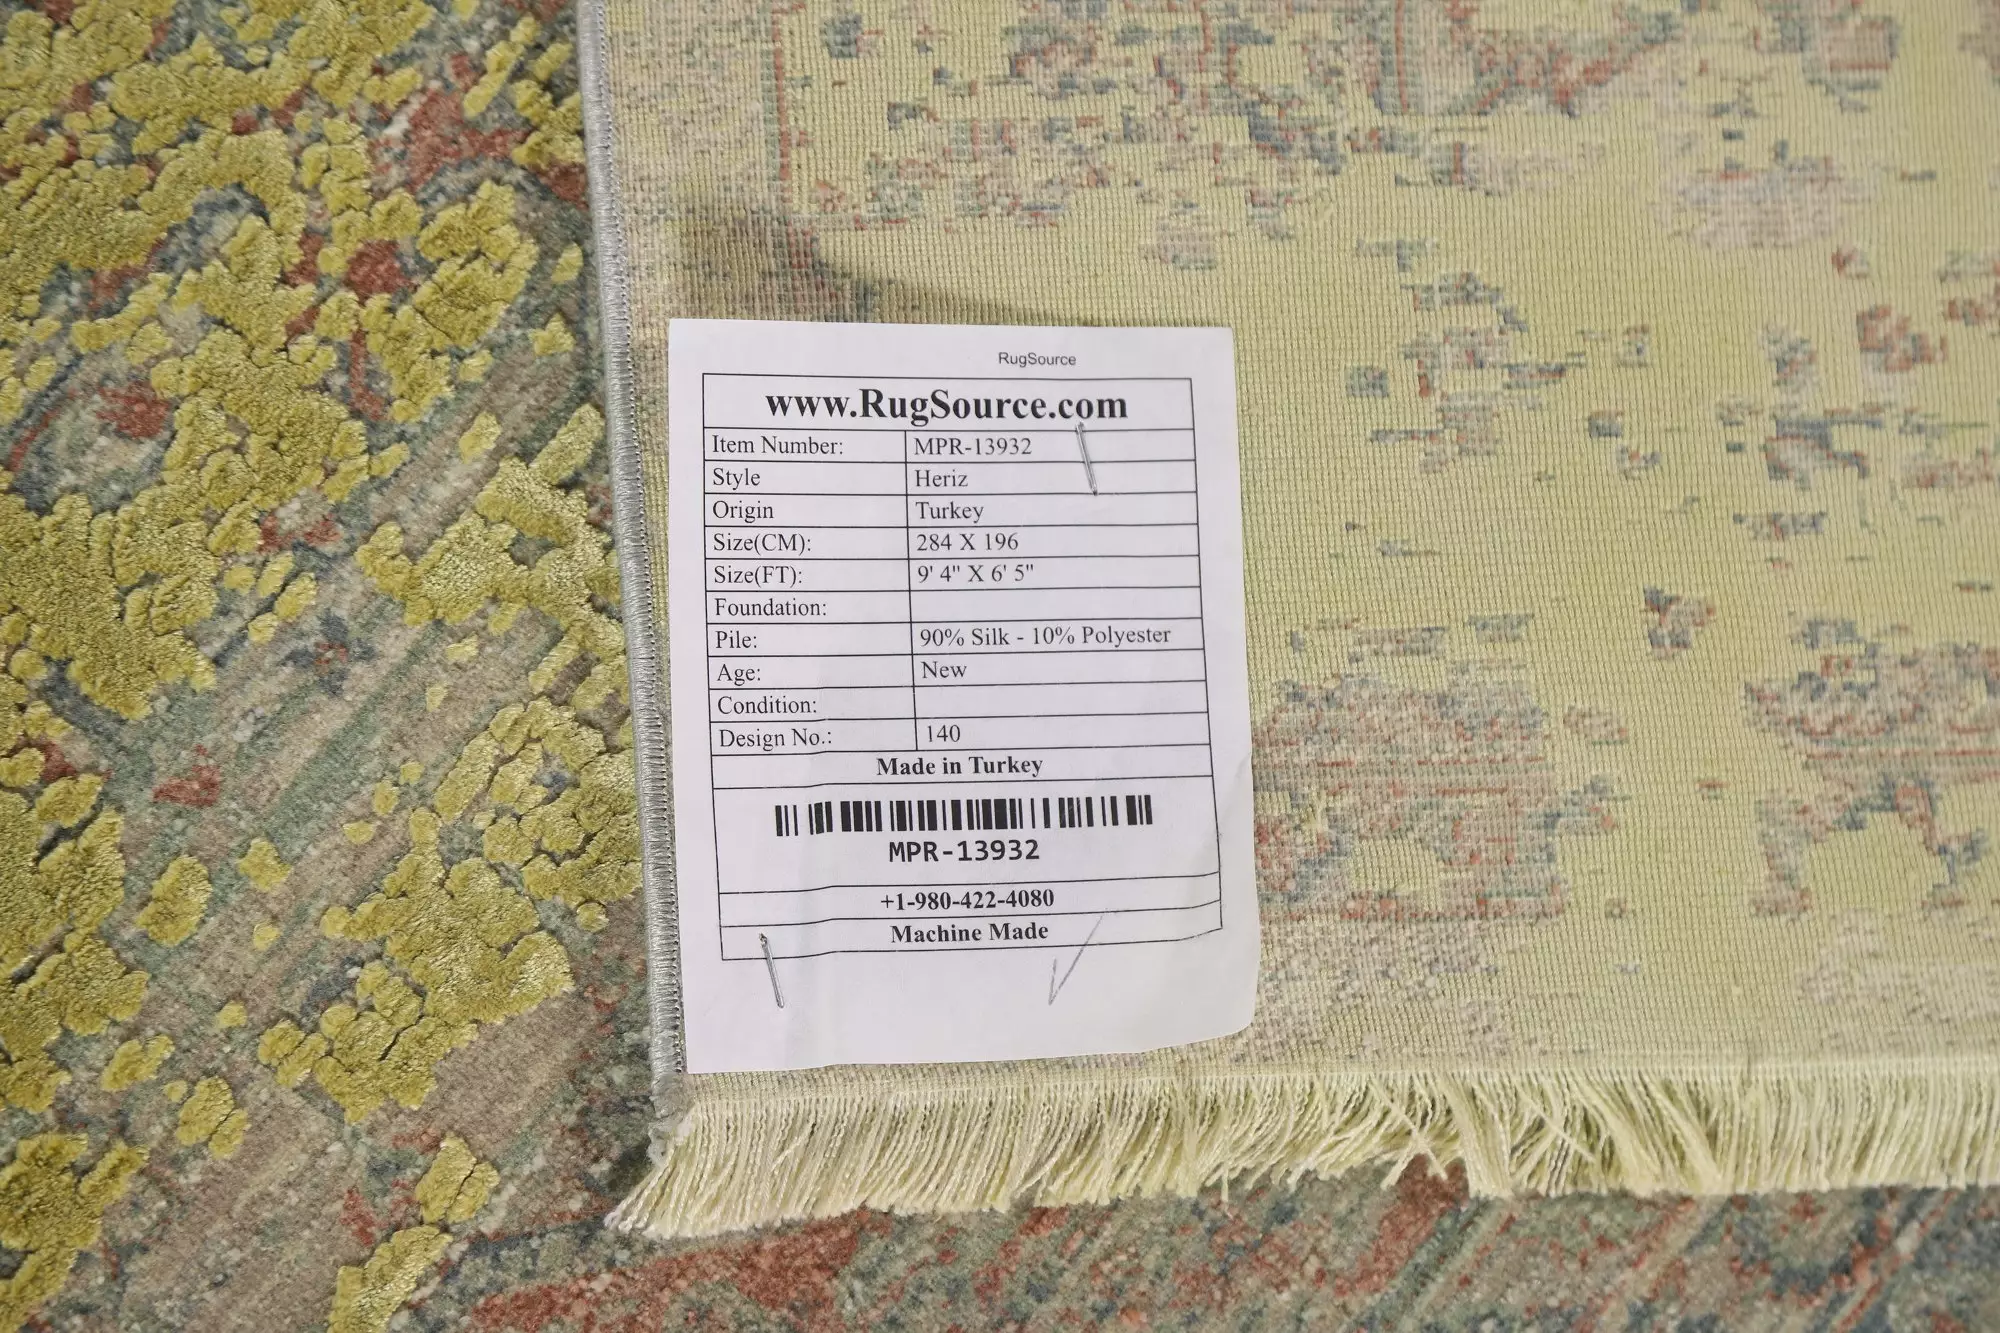 RugSource
www.RugSource.com
Item Number: MPR-13932
Style Heriz
Origin Turkey
Size(CM): 284 X 196
Size(FT): 9' 4" X 6' 5"
Foundation:
Pile: 90% Silk - 10% Polyester
Age: New
Condition:
Design No.: 140
Made in Turkey
MPR-13932
+1-980-422-4080
Machine Made